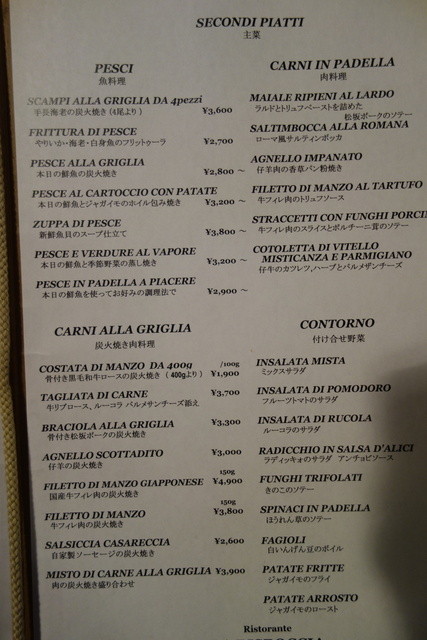 SECONDI PIATTI
主菜
PESCI
魚料理
SCAMPI ALLA GRIGLIA DA 4pezzi
手長海老の炭火焼き (4尾より) ¥3,600
FRITTURA DI PESCE
やりいか・海老・白身魚のフリットゥーラ ¥2,700
PESCE ALLA GRIGLIA
本日の鮮魚の炭火焼き ¥2,800 ~
PESCE AL CARTOCCIO CON PATATE
本日の鮮魚とジャガイモのホイル包み焼き ¥3,200 ~
ZUPPA DI PESCE
新鮮魚貝のスープ仕立て ¥3,800 ~
PESCE E VERDURE AL VAPORE
本日の鮮魚と季節野菜の蒸し焼き ¥3,200 ~
PESCE IN PADELLA A PIACERE
本日の鮮魚を使ってお好みの調理法で ¥2,900 ~
CARNI IN PADELLA
肉料理
MAIALE RIPIENI AL LARDO
ラルドとトリュフペーストを詰めた
松坂ポークのソテー
SALTIMBOCCA ALLA ROMANA
ローマ風サルティンボッカ
AGNELLO IMPANATO
仔羊肉の香草パン粉焼き
FILETTO DI MANZO AL TARTUFO
牛フィレ肉のトリュフソース
STRACCETTI CON FUNGHI PORCIN
牛フィレ肉のスライスとポルチーニ茸のソテー
COTOLETTA DI VITELLO
MISTICANZA E PARMIGIANO
仔牛のカツレツ,ハーブとパルメザンチーズ
CARNI ALLA GRIGLIA
炭火焼き肉料理
COSTATA DI MANZO DA 400g /100g
骨付き黒毛和牛ロースの炭火焼き ( 400gより ) ¥1,900
TAGLIATA DI CARNE ¥3,700
牛リブロース、ルーコラ パルメザンチーズ添え
BRACIOLA ALLA GRIGLIA ¥3,300
骨付き松坂ポークの炭火焼き
AGNELLO SCOTTADITO ¥3,000
仔羊の炭火焼き
150g
FILETTO DI MANZO GIAPPONESE ¥4,900
国産牛フィレ肉の炭火焼き
150g
FILETTO DI MANZO ¥3,800
牛フィレ肉の炭火焼き
SALSICCIA CASARECCIA ¥2,600
自家製ソーセージの炭火焼き
MISTO DI CARNE ALLA GRIGLIA ¥3,900
肉の炭火焼き盛り合わせ
CONTORNO
付け合せ野菜
INSALATA MISTA
ミックスサラダ
INSALATA DI POMODORO
フルーツトマトのサラダ
INSALATA DI RUCOLA
ルーコラのサラダ
RADICCHIO IN SALSA D'ALICI
ラディッキォのサラダ アンチョビソース
FUNGHI TRIFOLATI
きのこのソテー
SPINACI IN PADELLA
ほうれん草のソテー
FAGIOLI
白いんげん豆のボイル
PATATE FRITTE
ジャガイモのフライ
PATATE ARROSTO
ジャガイモのロースト
Ristorante